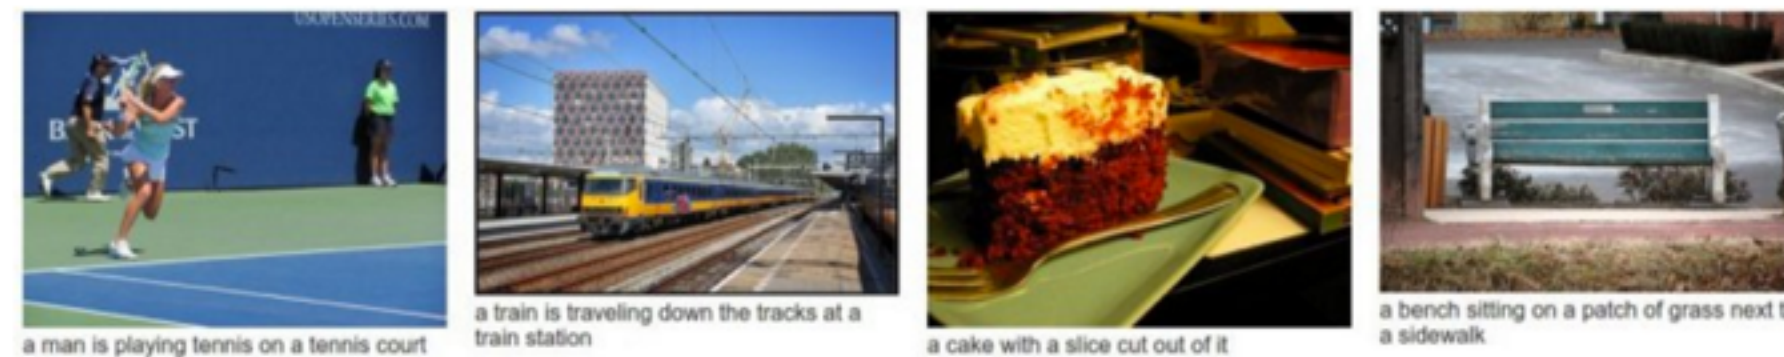 USOPENSERIES.COM
a man is playing tennis on a tennis court
a train is traveling down the tracks at a
train station
a cake with a slice cut out of it
a bench sitting on a patch of grass next
a sidewalk